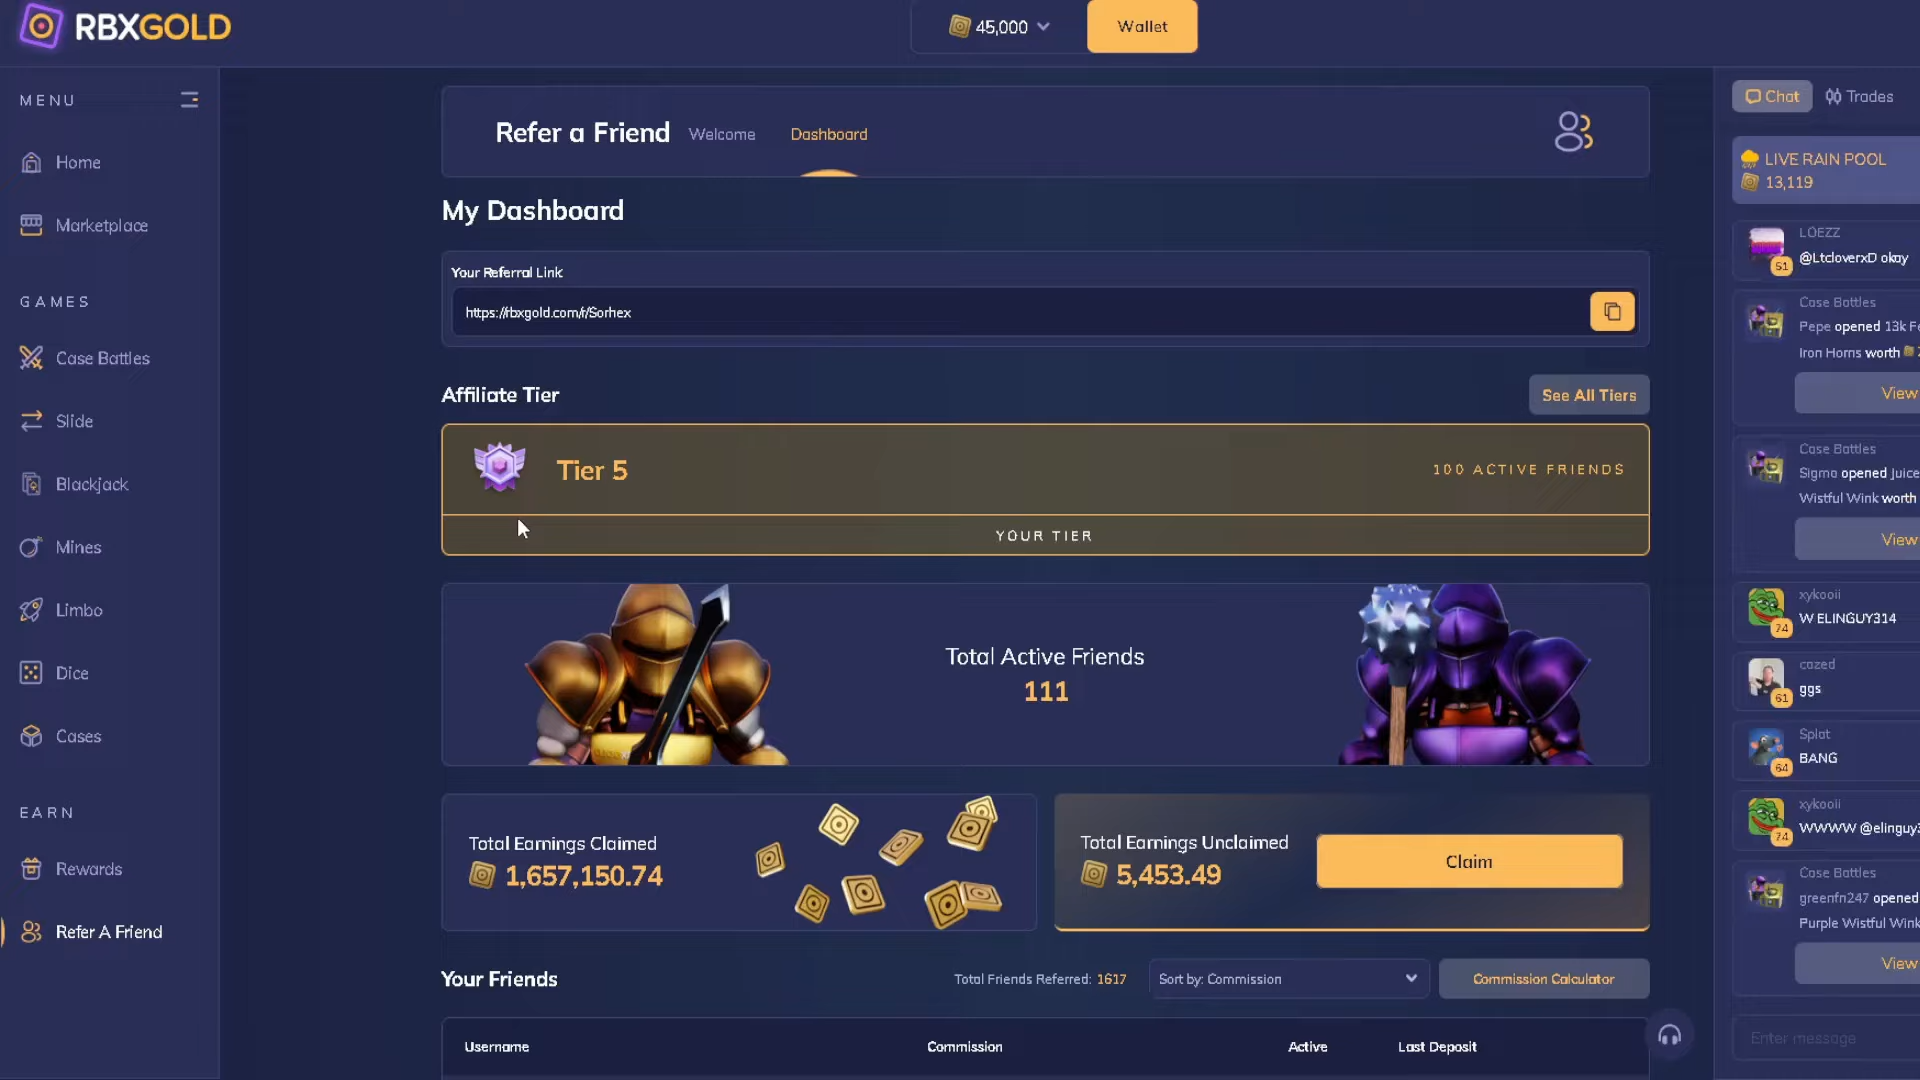 RBXGOLD
45,000
Wallet
MENU
Home
Marketplace
GAMES
Case Battles
Slide
Blackjack
Mines
Limbo
Dice
Cases
EARN
Rewards
Refer A Friend
Refer a Friend
Welcome
Dashboard
My Dashboard
Your Referral Link
https://rbxgold.com/r/Sorhex
Affiliate Tier
See All Tiers
Tier 5
100 ACTIVE FRIENDS
YOUR TIER
Total Active Friends
111
Total Earnings Claimed
1,657,150.74
Total Earnings Unclaimed
5,453.49
Claim
Your Friends
Total Friends Referred: 1617
Sort by: Commission
Commission Calculator
Username
Commission
Active
Last Deposit
Chat
Trades
LIVE RAIN POOL
13,119
LOEZZ
51
@LtcloverxD okay
Case Battles
Pepe opened 13k Fe
Iron Horns worth
View
Case Battles
Sigma opened Juice
Wistful Wink worth
View
xykooii
74
W ELINGUY314
cazed
61
ggs
Splat
64
BANG
xykooii
74
WWWW @elinguy3
Case Battles
greenfn247 opened
Purple Wistful Wink
View
Enter message